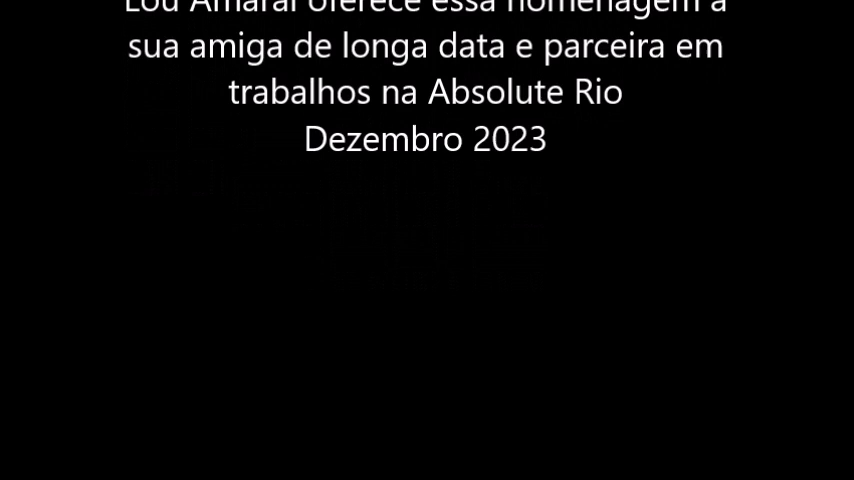 Lou Amaral oferece essa homenagem a
sua amiga de longa data e parceira em
trabalhos na Absolute Rio
Dezembro 2023